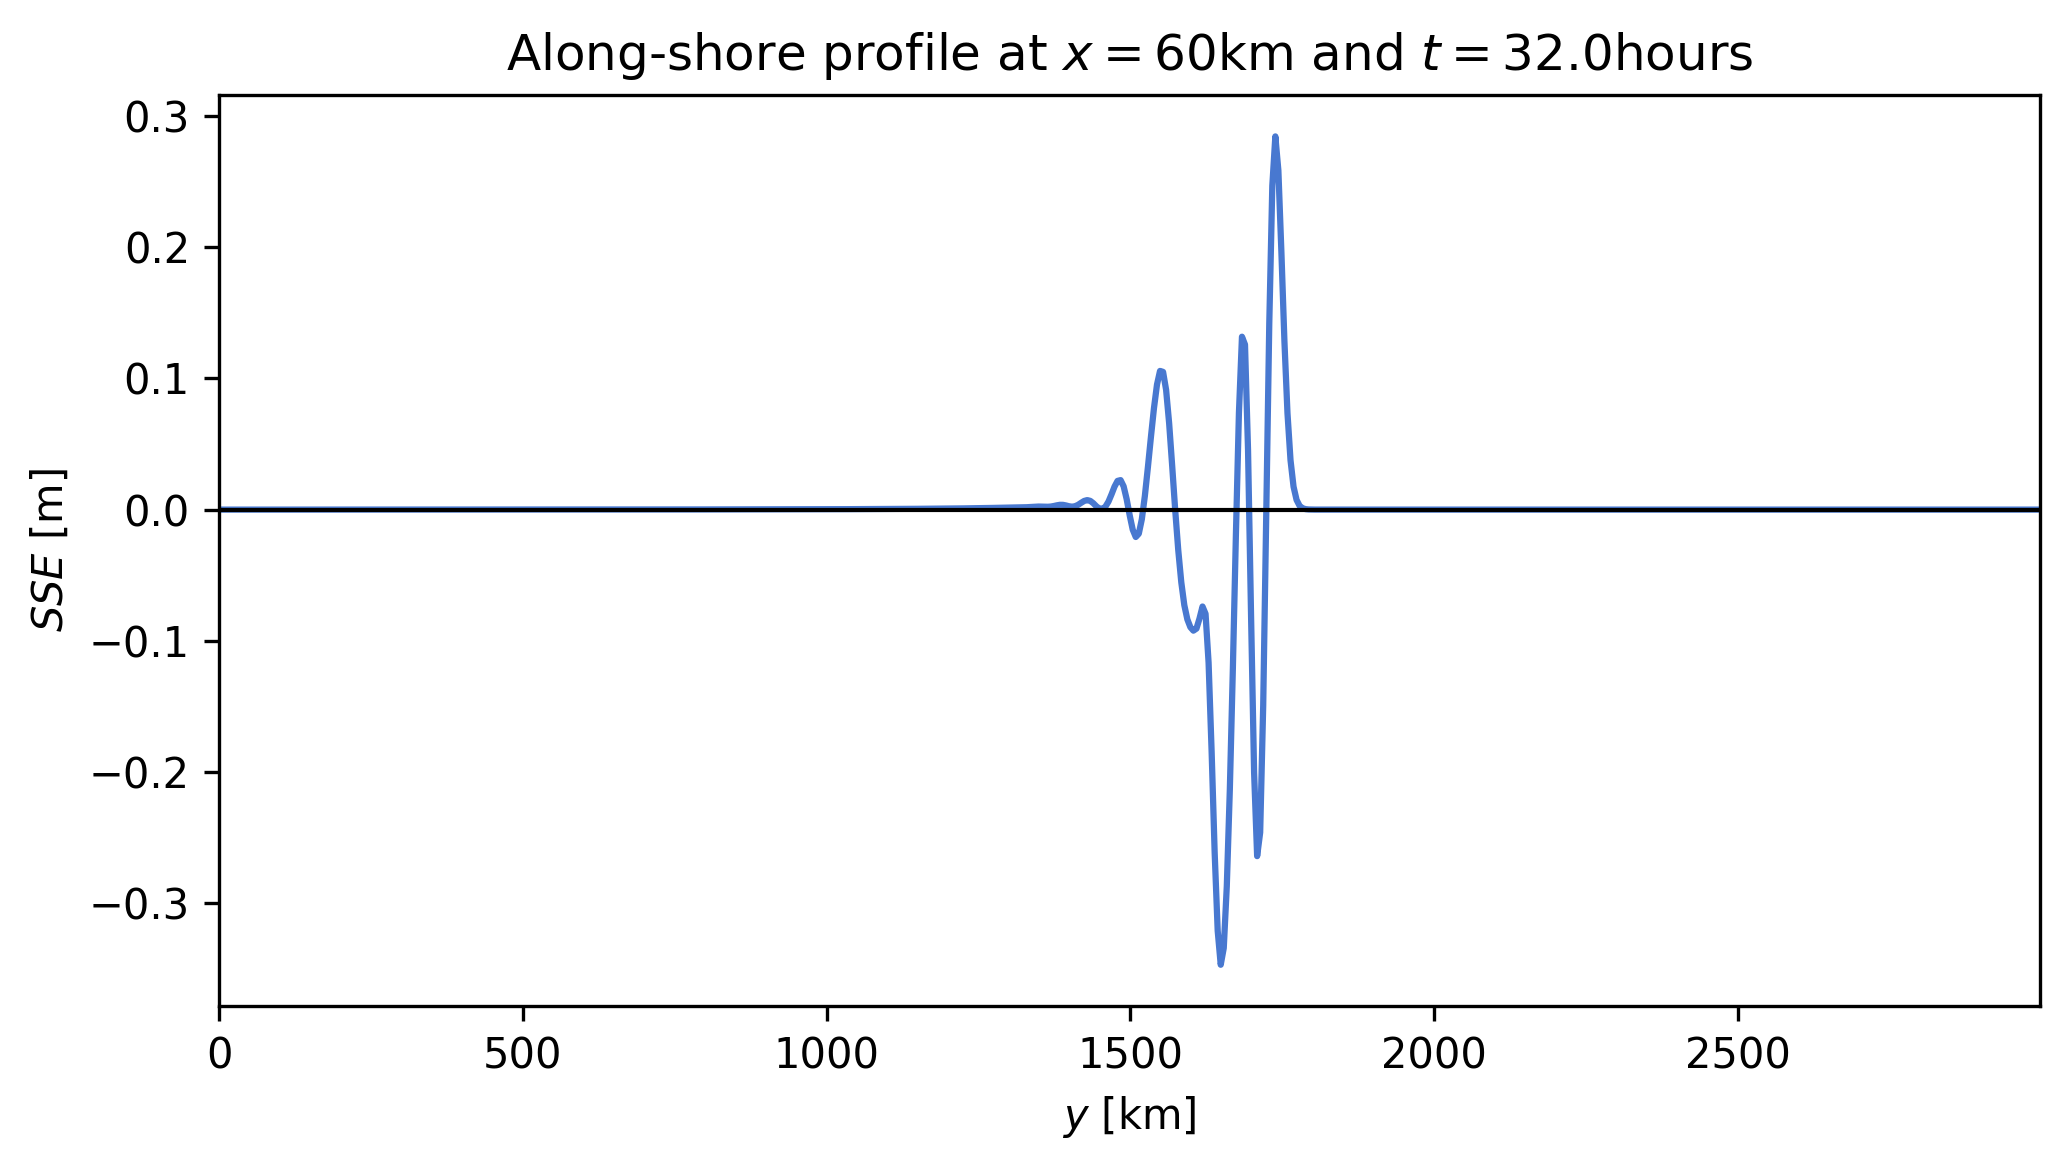 Along-shore profile at x = 60km and t = 32.0hours
0.3
0.2
0.1
0.0
−0.1
−0.2
−0.3
SSE [m]
0 500 1000 1500 2000 2500
y [km]